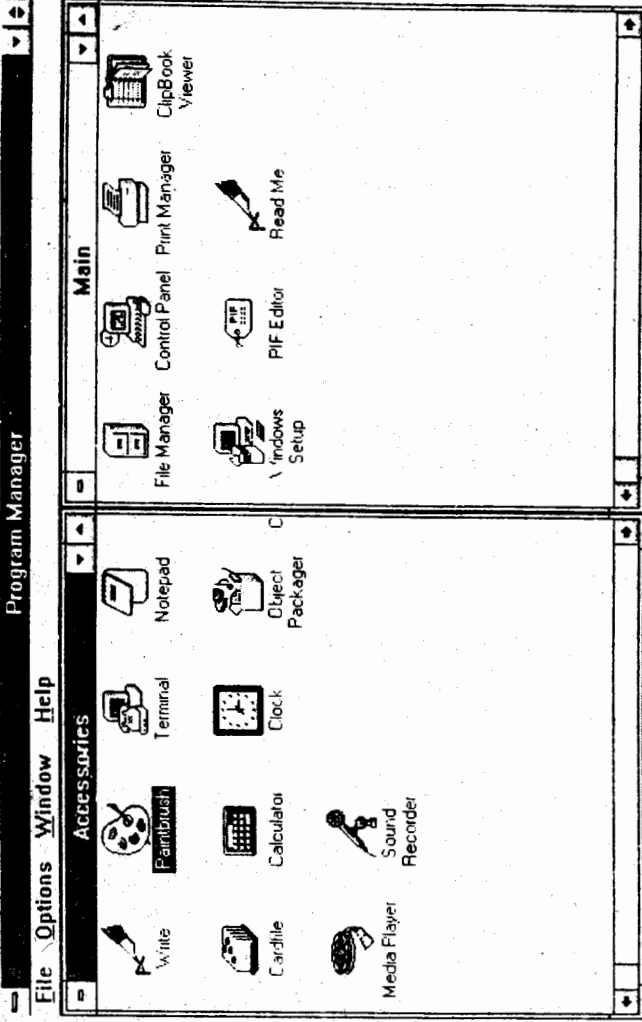 Program Manager
File Options Window Help
Accessories
Write
Paintbrush
Terminal
Notepad
Cardfile
Calculator
Clock
Object
Packager
C
Media Player
Sound
Recorder
Main
File Manager
Control Panel
Print Manager
ClipBook
Viewer
Windows
Setup
PIF
PIF Editor
Read Me